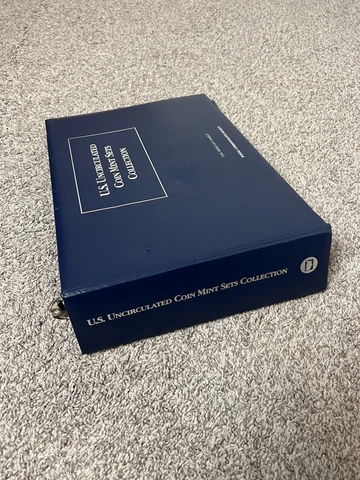 U.S. Uncirculated
Coin Mint Sets
Collection
U.S. Uncirculated Coin Mint Sets Collection